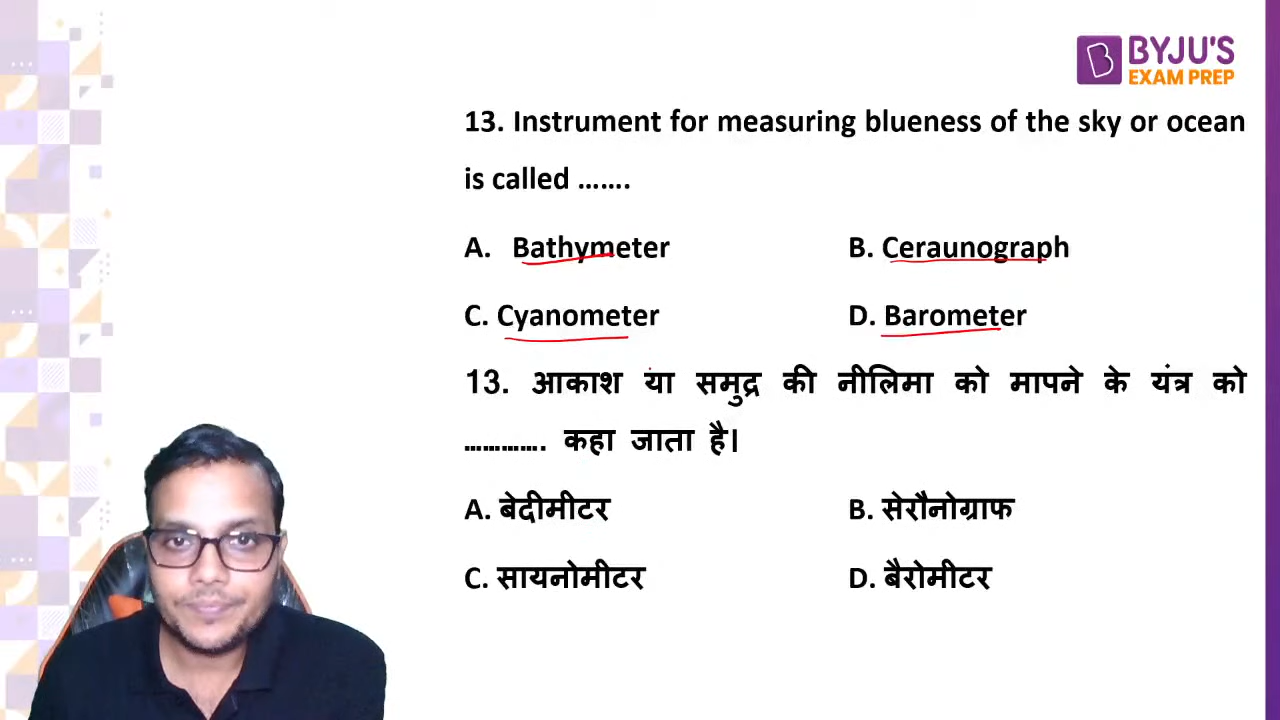 BYJU'S
EXAM PREP
13. Instrument for measuring blueness of the sky or ocean
is called .......
A. Bathymeter B. Ceraunograph
C. Cyanometer D. Barometer
13. आकाश या समुद्र की नीलिमा को मापने के यंत्र को
............. कहा जाता है।
A. बेदीमीटर B. सेरौनोग्राफ
C. सायनोमीटर D. बैरोमीटर